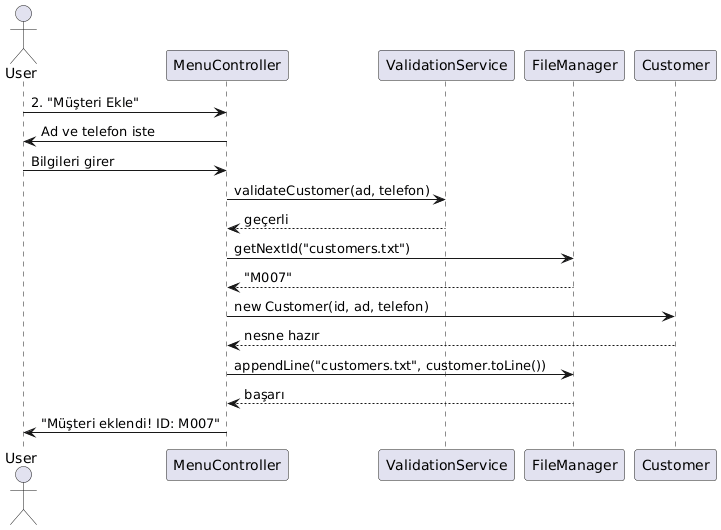 User
MenuController
ValidationService
FileManager
Customer
2. "Müşteri Ekle"
Ad ve telefon iste
Bilgileri girer
validateCustomer(ad, telefon)
geçerli
getNextId("customers.txt")
"M007"
new Customer(id, ad, telefon)
nesne hazır
appendLine("customers.txt", customer.toLine())
başarı
"Müşteri eklendi! ID: M007"
User
MenuController
ValidationService
FileManager
Customer